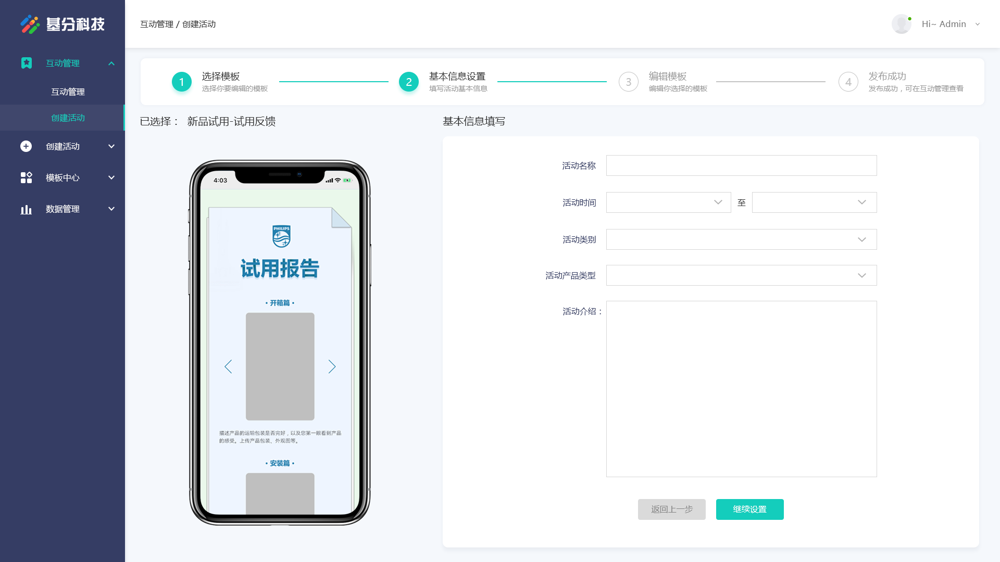 基分科技
互动管理 / 创建活动
Hi~ Admin
互动管理
互动管理
创建活动
创建活动
模板中心
数据管理
1
选择模板
选择你要编辑的模板
2
基本信息设置
填写活动基本信息
3
编辑模板
编辑你选择的模板
4
发布成功
发布成功，可在互动管理查看
已选择： 新品试用-试用反馈
4:03
PHILIPS
试用报告
· 开箱篇 ·
描述产品的运输包装是否完好，以及您第一眼看到产品
的感受。上传产品包装、外观图等。
· 安装篇 ·
基本信息填写
活动名称
活动时间
至
活动类别
活动产品类型
活动介绍：
返回上一步
继续设置